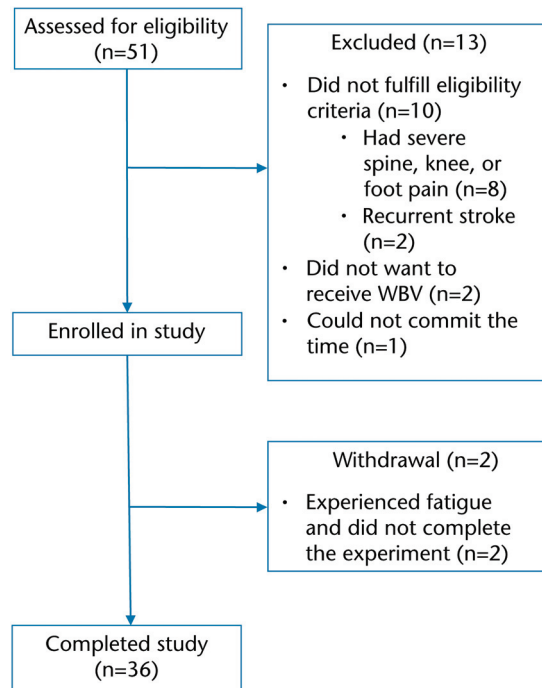 Assessed for eligibility
(n=51)
Excluded (n=13)
• Did not fulfill eligibility
criteria (n=10)
• Had severe
spine, knee, or
foot pain (n=8)
• Recurrent stroke
(n=2)
• Did not want to
receive WBV (n=2)
• Could not commit the
time (n=1)
Enrolled in study
Withdrawal (n=2)
• Experienced fatigue
and did not complete
the experiment (n=2)
Completed study
(n=36)